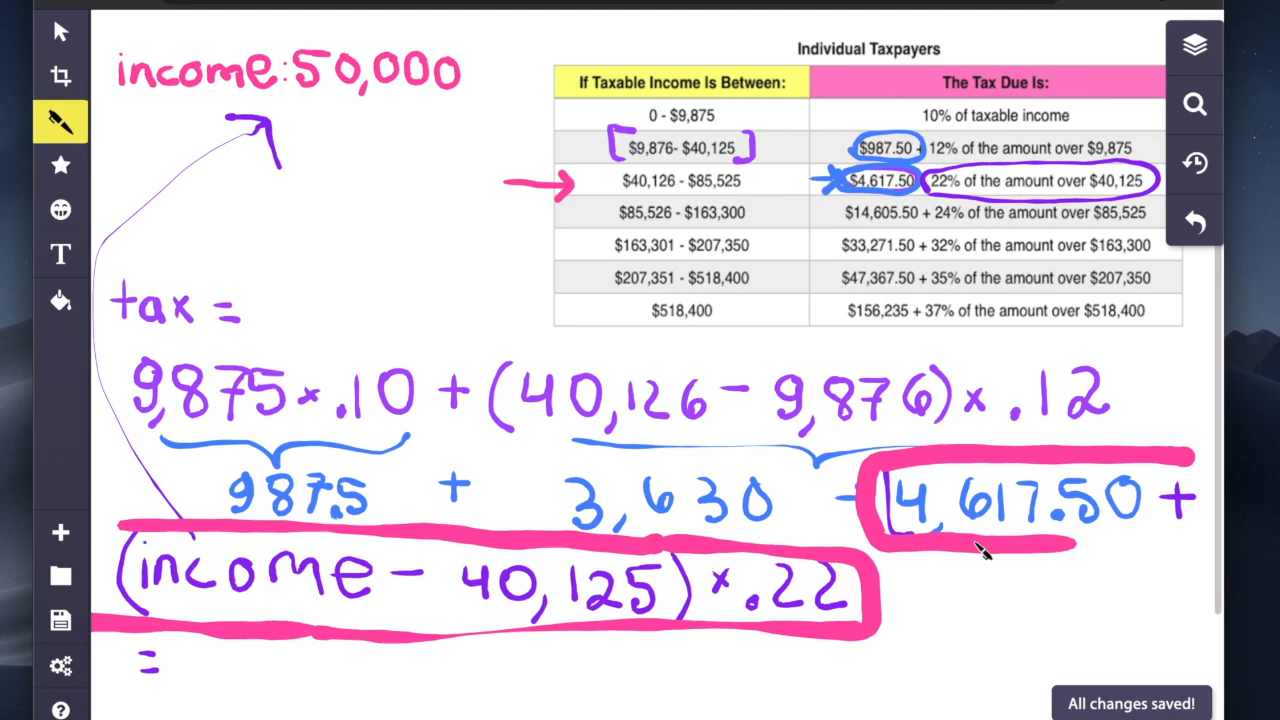 income: 50,000
Individual Taxpayers
If Taxable Income Is Between: The Tax Due Is:
0 - $9,875 10% of taxable income
$9,876- $40,125 $987.50 + 12% of the amount over $9,875
$40,126 - $85,525 $4,617.50 22% of the amount over $40,125
$85,526 - $163,300 $14,605.50 + 24% of the amount over $85,525
$163,301 - $207,350 $33,271.50 + 32% of the amount over $163,300
$207,351 - $518,400 $47,367.50 + 35% of the amount over $207,350
$518,400 $156,235 + 37% of the amount over $518,400
tax =
9,875 × .10 + (40,126 - 9,876) × .12
987.5 + 3,630 - 4,617.50 +
(income - 40,125) × .22
=
T
?
All changes saved!